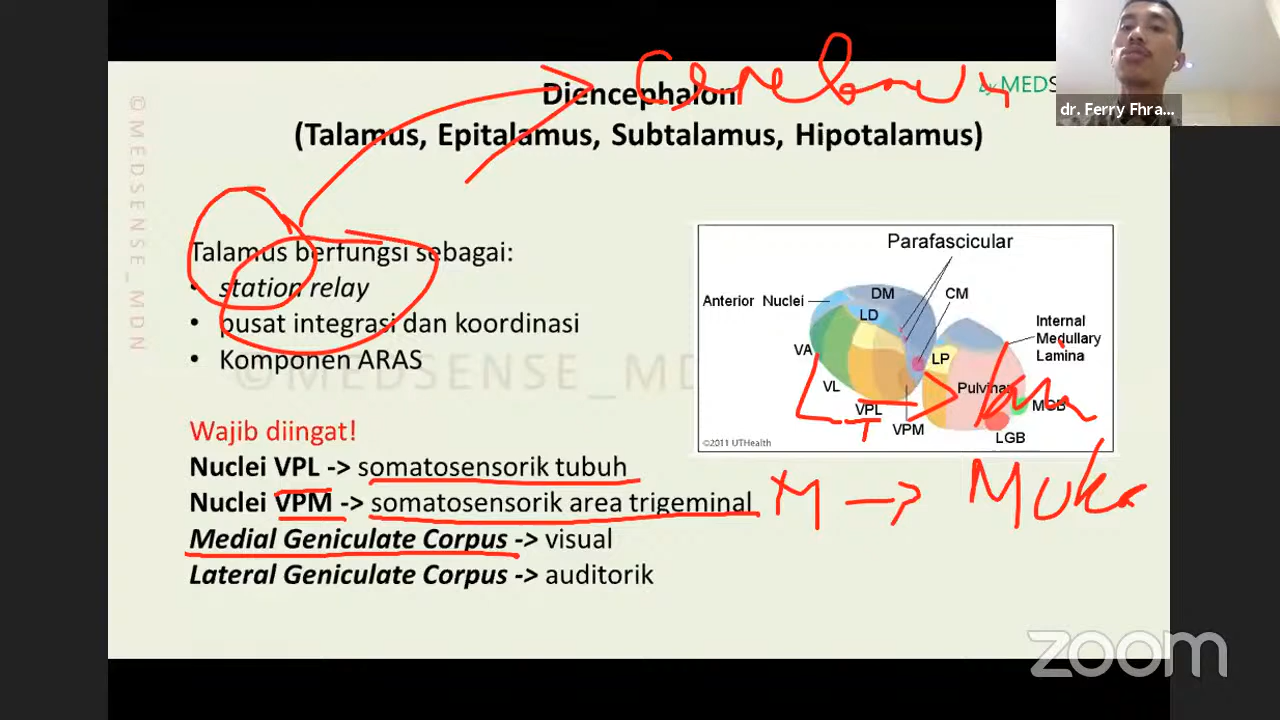 Cerebrum
by MEDS
dr. Ferry Fhra...
Diencephalon
(Talamus, Epitalamus, Subtalamus, Hipotalamus)
©MEDSENSE_MDN
Talamus berfungsi sebagai:
• station relay
• pusat integrasi dan koordinasi
• Komponen ARAS
©MEDSENSE_MD
Parafascicular
Anterior Nuclei
DM
CM
LD
Internal
Medullary
Lamina
VA
LP
VL
Pulvinar
VPL
MGB
T
VPM
LGB
©2011 UTHealth
Wajib diingat!
Nuclei VPL -> somatosensorik tubuh
Nuclei VPM -> somatosensorik area trigeminal
M -> Muka
Medial Geniculate Corpus -> visual
Lateral Geniculate Corpus -> auditorik
zoom